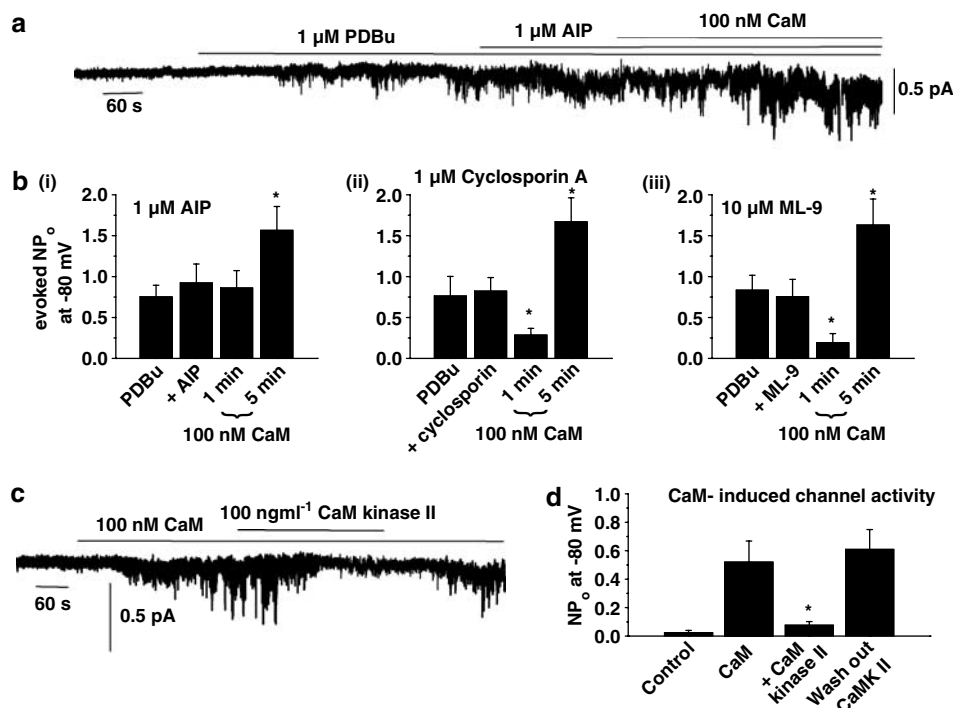 a
1 µM PDBu
1 µM AIP
100 nM CaM
60 s
0.5 pA
b (i)
1 µM AIP
evoked NPo
at -80 mV
2.0
1.5
1.0
0.5
0.0
*
PDBu
+ AIP
1 min
5 min
100 nM CaM
(ii)
1 µM Cyclosporin A
2.0
1.5
1.0
0.5
0.0
*
*
PDBu
+ cyclosporin
1 min
5 min
100 nM CaM
(iii)
10 µM ML-9
2.0
1.5
1.0
0.5
0.0
*
*
PDBu
+ ML-9
1 min
5 min
100 nM CaM
c
100 nM CaM
100 ngml⁻¹ CaM kinase II
60 s
0.5 pA
d
CaM- induced channel activity
NPo at -80 mV
1.0
0.8
0.6
0.4
0.2
0.0
*
Control
CaM
+ CaM
kinase II
Wash out
CaMK II